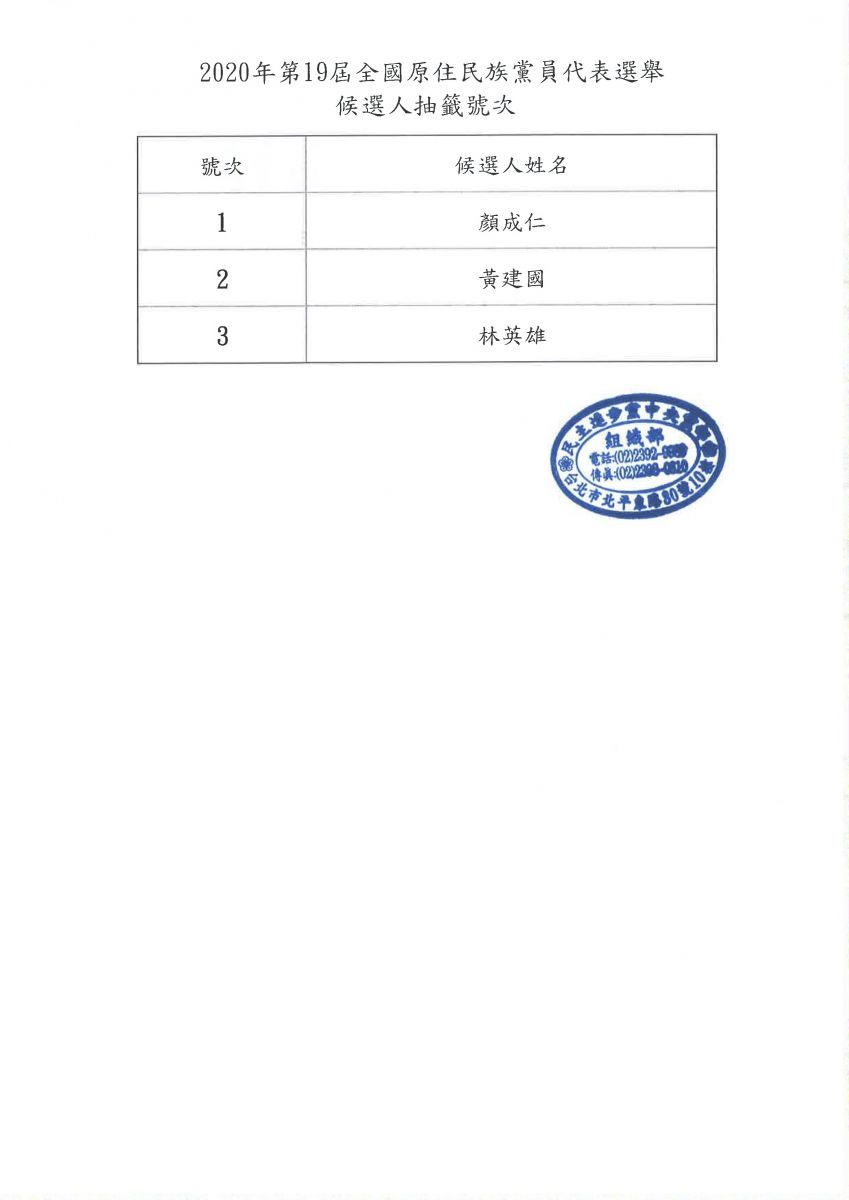 2020年第19屆全國原住民族黨員代表選舉
候選人抽籤號次
號次 候選人姓名
1 顏成仁
2 黃建國
3 林英雄
民主進步黨中央黨部
組織部
電話:(02)2392-
傳真:(02)
台北市北平東路30號10樓